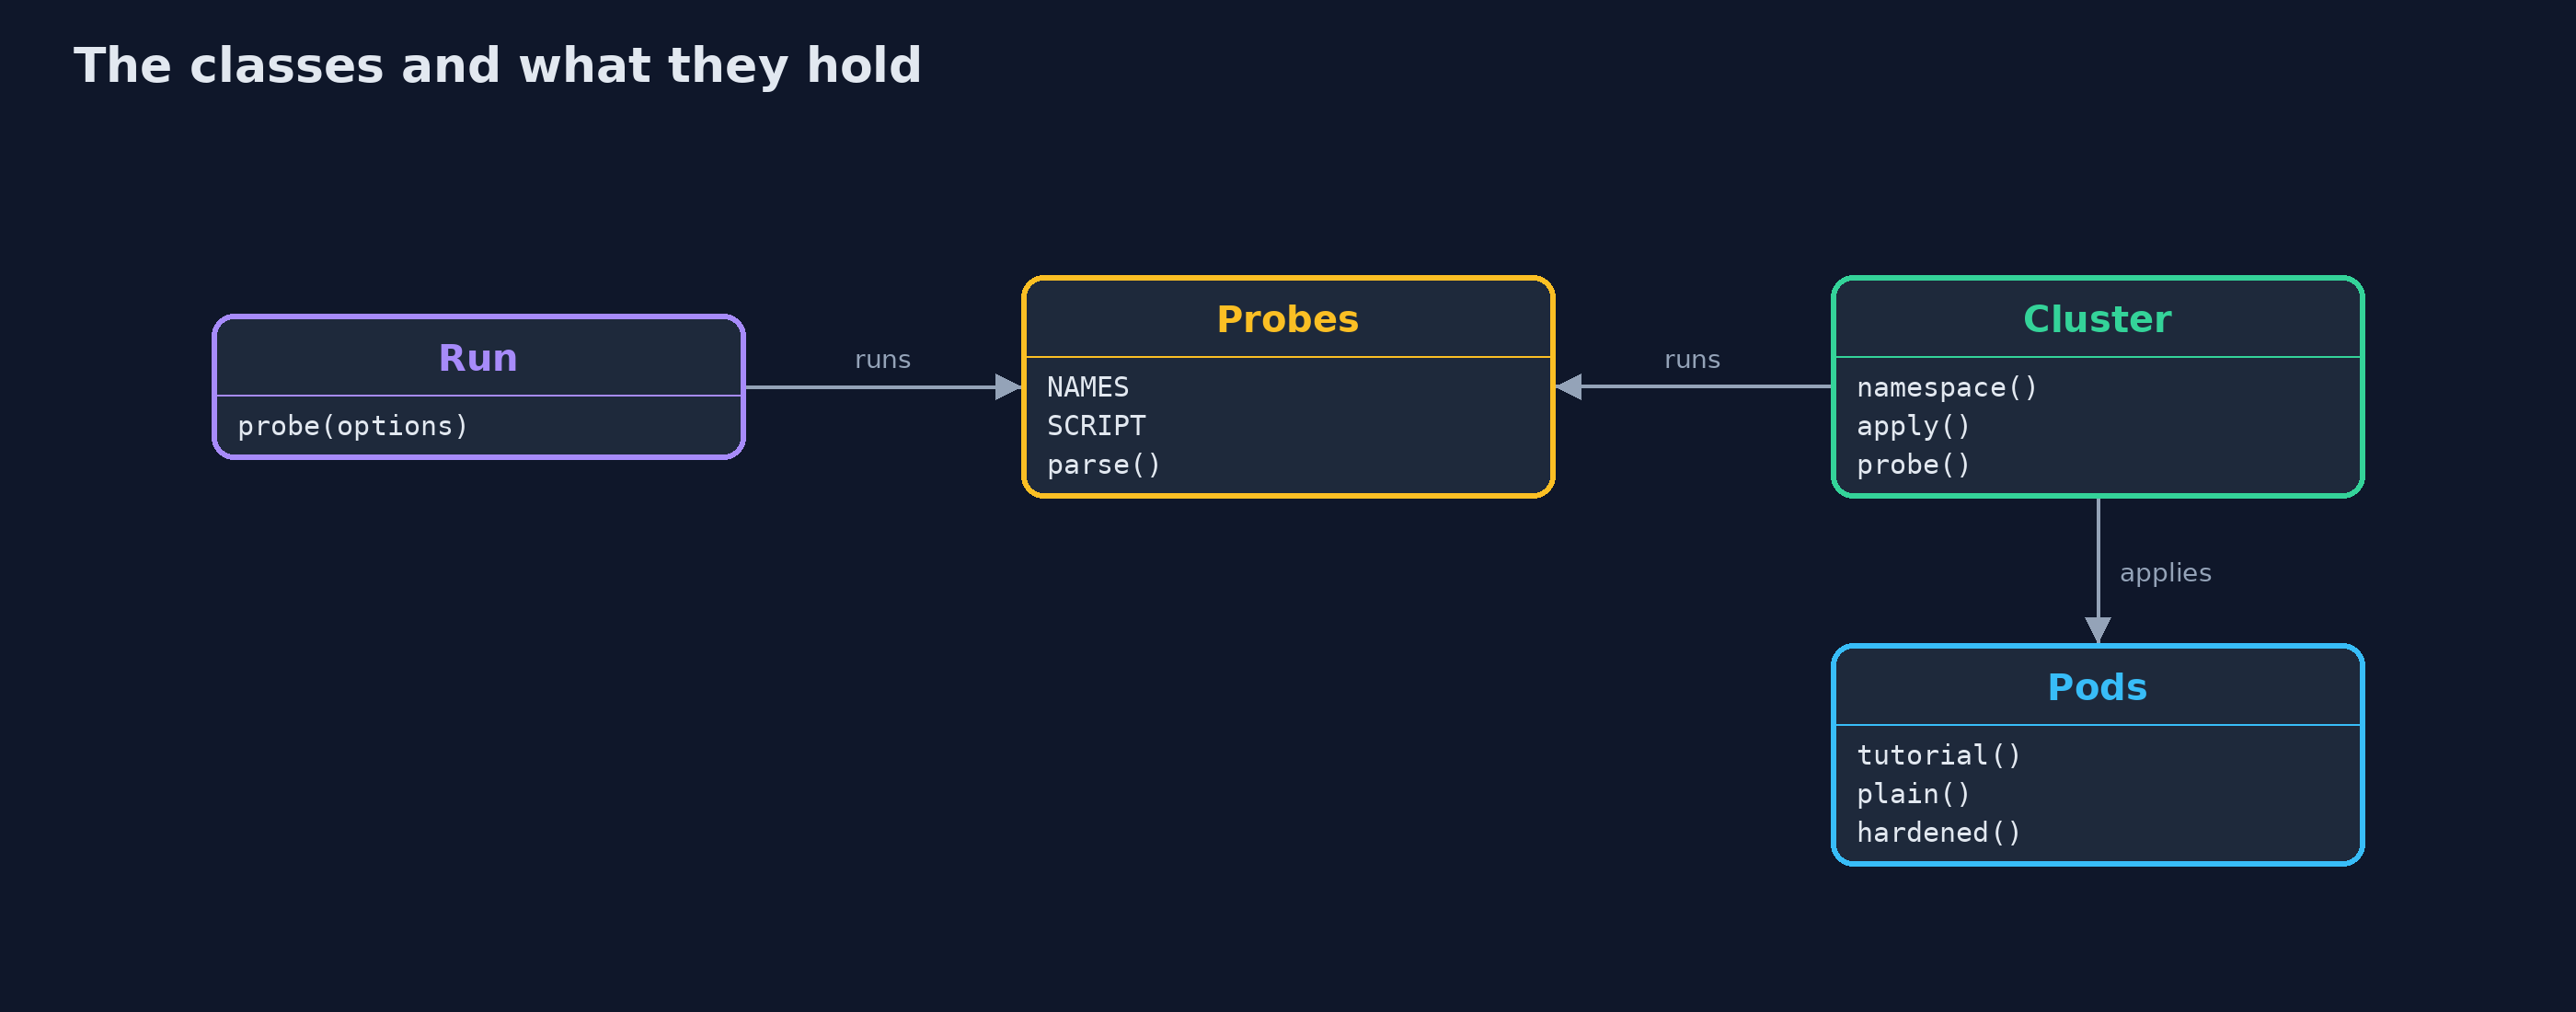 The classes and what they hold
Run
probe(options)
runs
Probes
NAMES
SCRIPT
parse()
runs
Cluster
namespace()
apply()
probe()
applies
Pods
tutorial()
plain()
hardened()